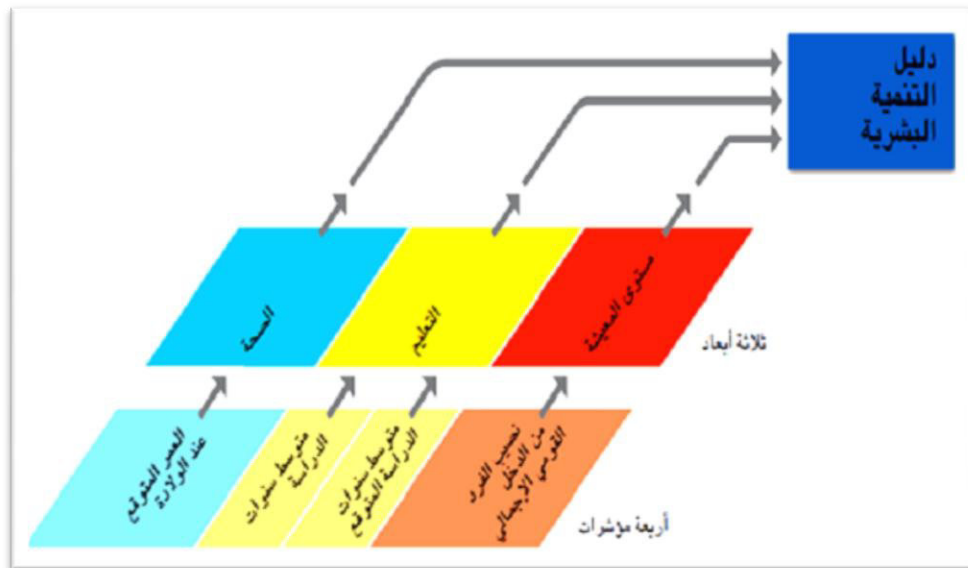 دليل
التنمية
البشرية
الصحة
التعليم
مستوى المعيشة
ثلاثة أبعاد
العمر المتوقع
عند الولادة
متوسط سنوات
الدراسة
متوسط سنوات
الدراسة المتوقع
نصيب الفرد
من الدخل
القومي الإجمالي
أربعة مؤشرات